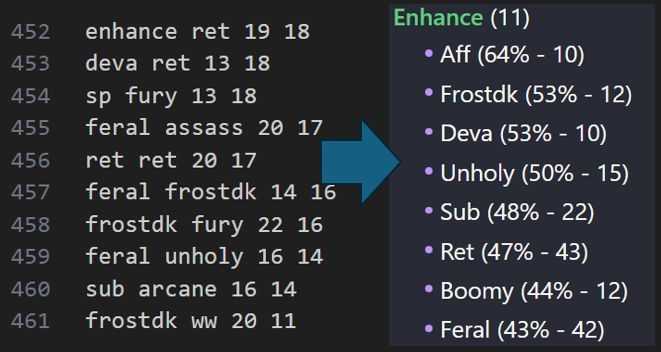 452 enhance ret 19 18
453 deva ret 13 18
454 sp fury 13 18
455 feral assass 20 17
456 ret ret 20 17
457 feral frostdk 14 16
458 frostdk fury 22 16
459 feral unholy 16 14
460 sub arcane 16 14
461 frostdk ww 20 11
Enhance (11)
• Aff (64% - 10)
• Frostdk (53% - 12)
• Deva (53% - 10)
• Unholy (50% - 15)
• Sub (48% - 22)
• Ret (47% - 43)
• Boomy (44% - 12)
• Feral (43% - 42)